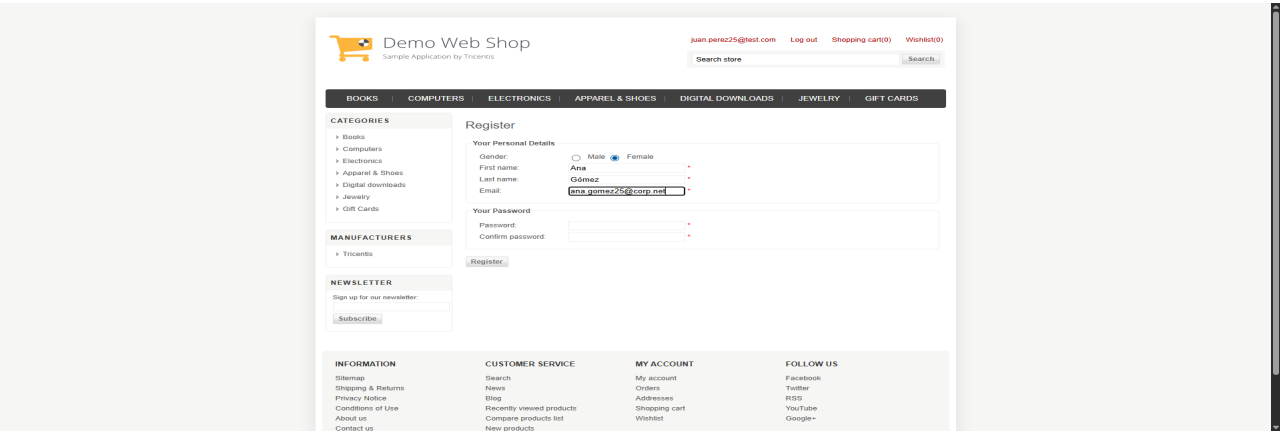 Demo Web Shop
Sample Application by Tricentis
juan.perez25@test.com Log out Shopping cart(0) Wishlist(0)
Search store Search
BOOKS | COMPUTERS | ELECTRONICS | APPAREL & SHOES | DIGITAL DOWNLOADS | JEWELRY | GIFT CARDS
CATEGORIES
Books
Computers
Electronics
Apparel & Shoes
Digital downloads
Jewelry
Gift Cards
MANUFACTURERS
Tricentis
NEWSLETTER
Sign up for our newsletter:
Subscribe
Register
Your Personal Details
Gender: Male Female
First name: Ana *
Last name: Gómez *
Email: ana.gomez25@corp.net *
Your Password
Password: *
Confirm password: *
Register
INFORMATION
Sitemap
Shipping & Returns
Privacy Notice
Conditions of Use
About us
Contact us
CUSTOMER SERVICE
Search
News
Blog
Recently viewed products
Compare products list
New products
MY ACCOUNT
My account
Orders
Addresses
Shopping cart
Wishlist
FOLLOW US
Facebook
Twitter
RSS
YouTube
Google+